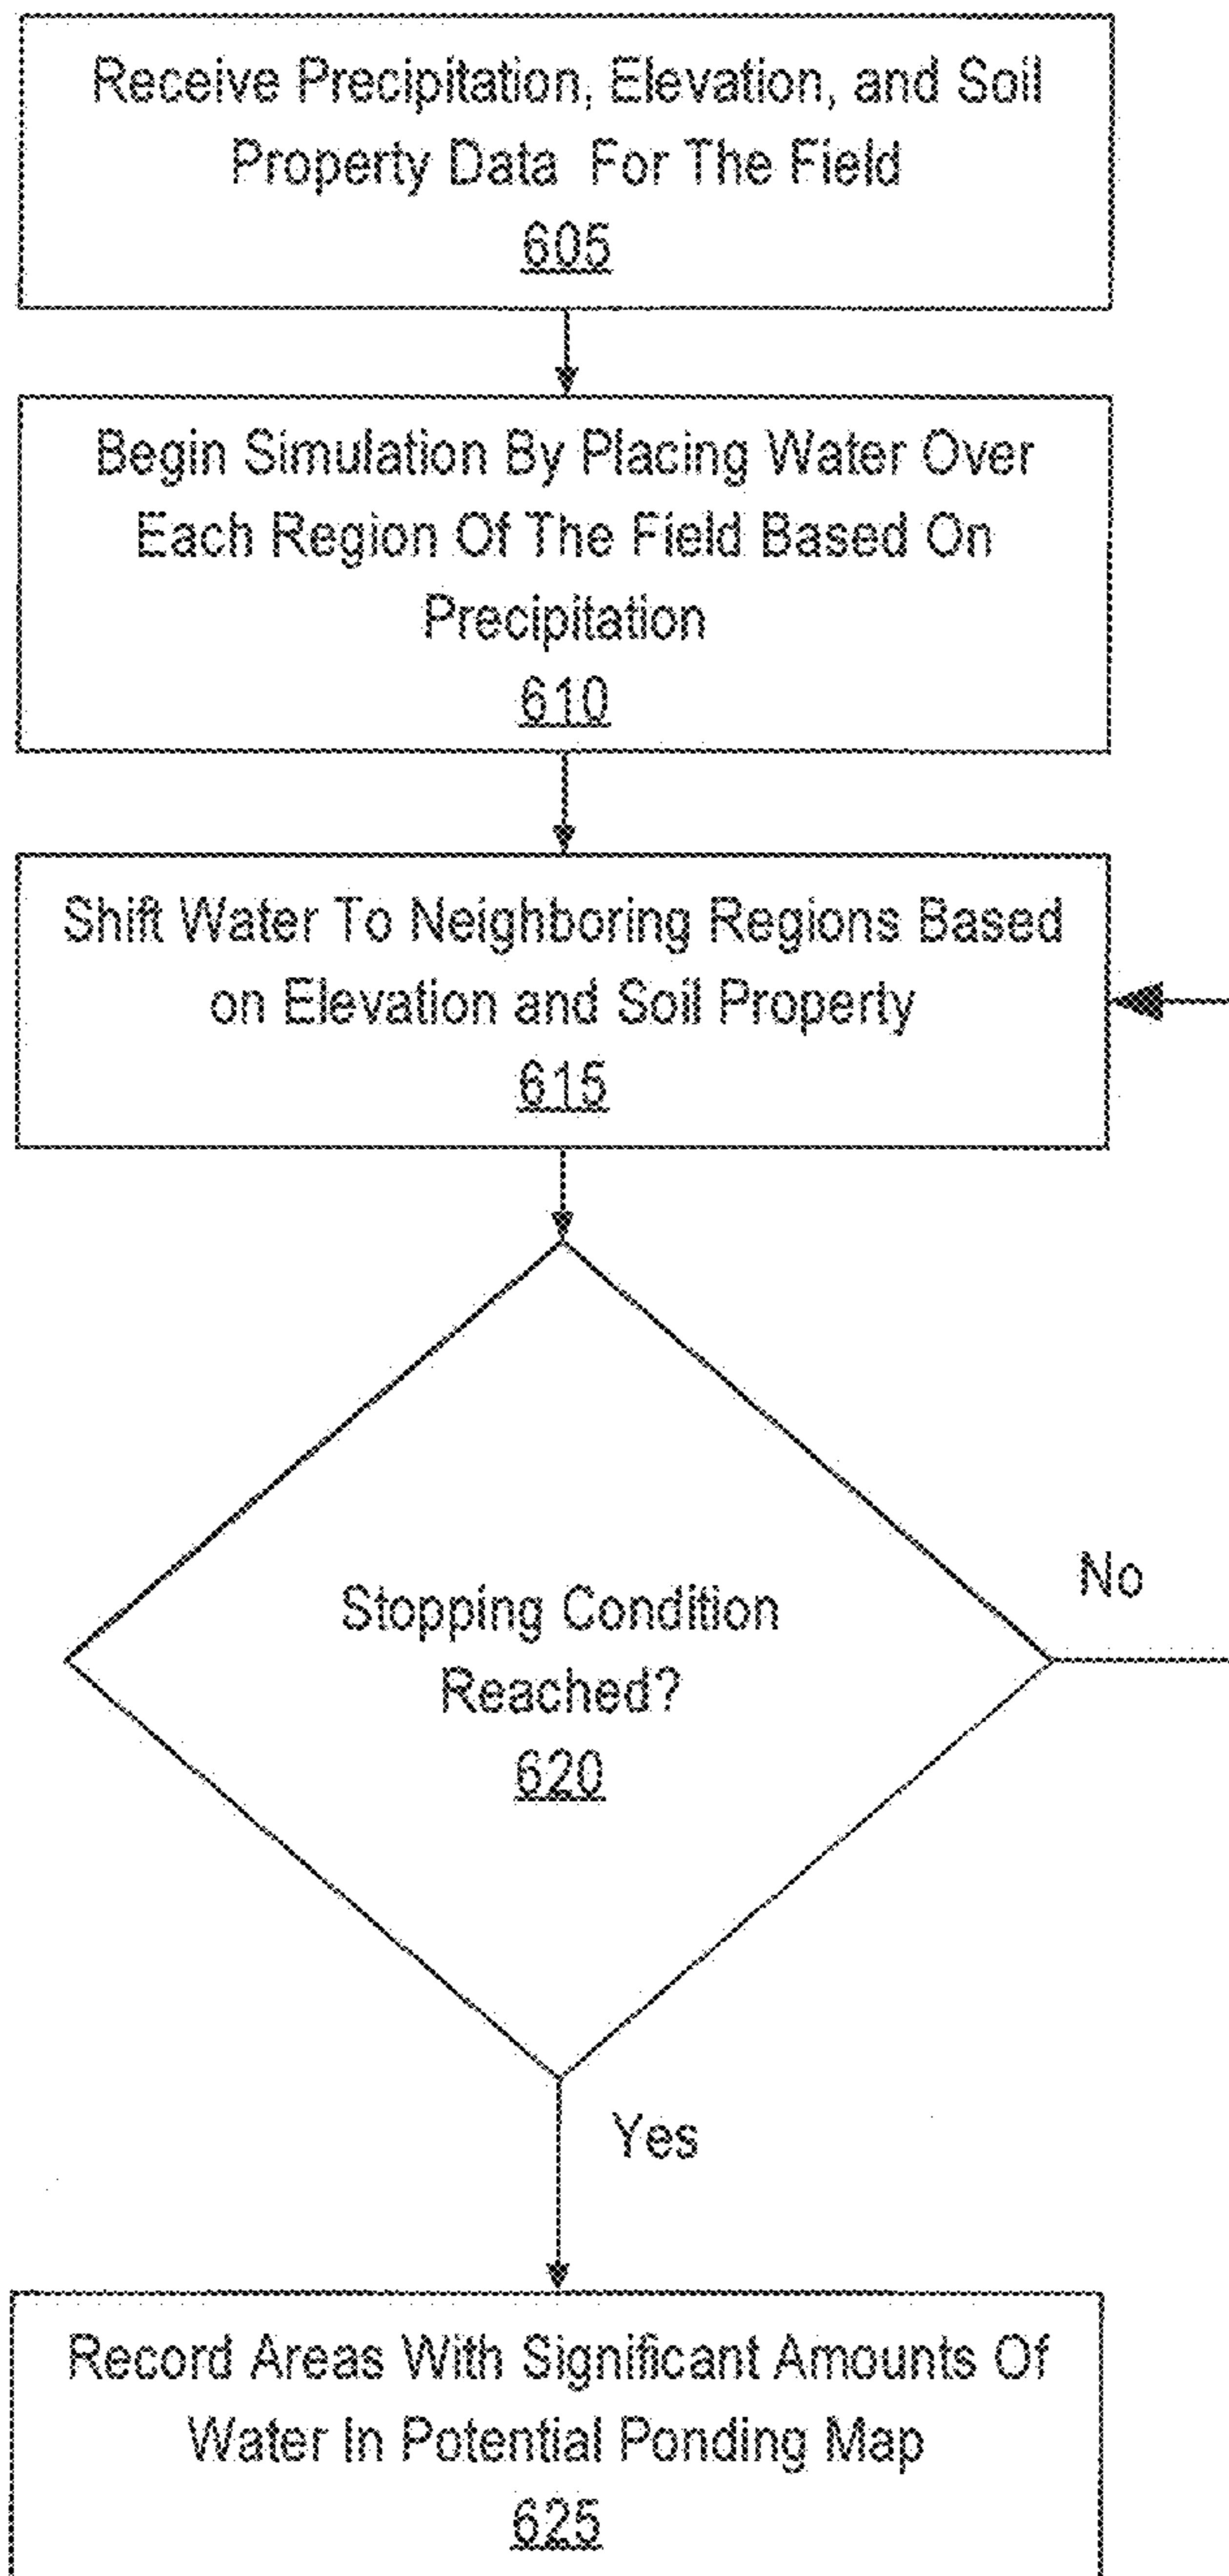 Receive Precipitation, Elevation, and Soil
Property Data For The Field
605
Begin Simulation By Placing Water Over
Each Region Of The Field Based On
Precipitation
610
Shift Water To Neighboring Regions Based
on Elevation and Soil Property
615
Stopping Condition
Reached?
620
No
Yes
Record Areas With Significant Amounts Of
Water In Potential Ponding Map
625